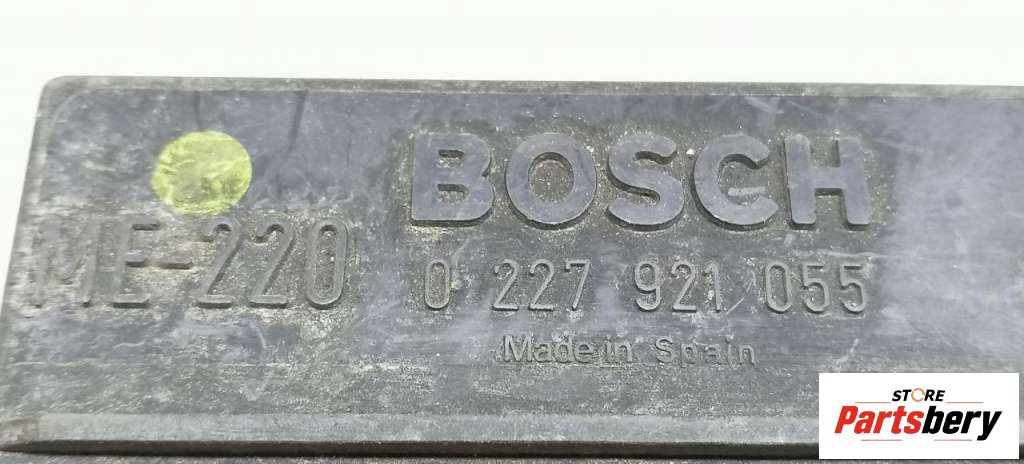 BOSCH
ME-220
0 227 921 055
Made in Spain
STORE
Partsbery